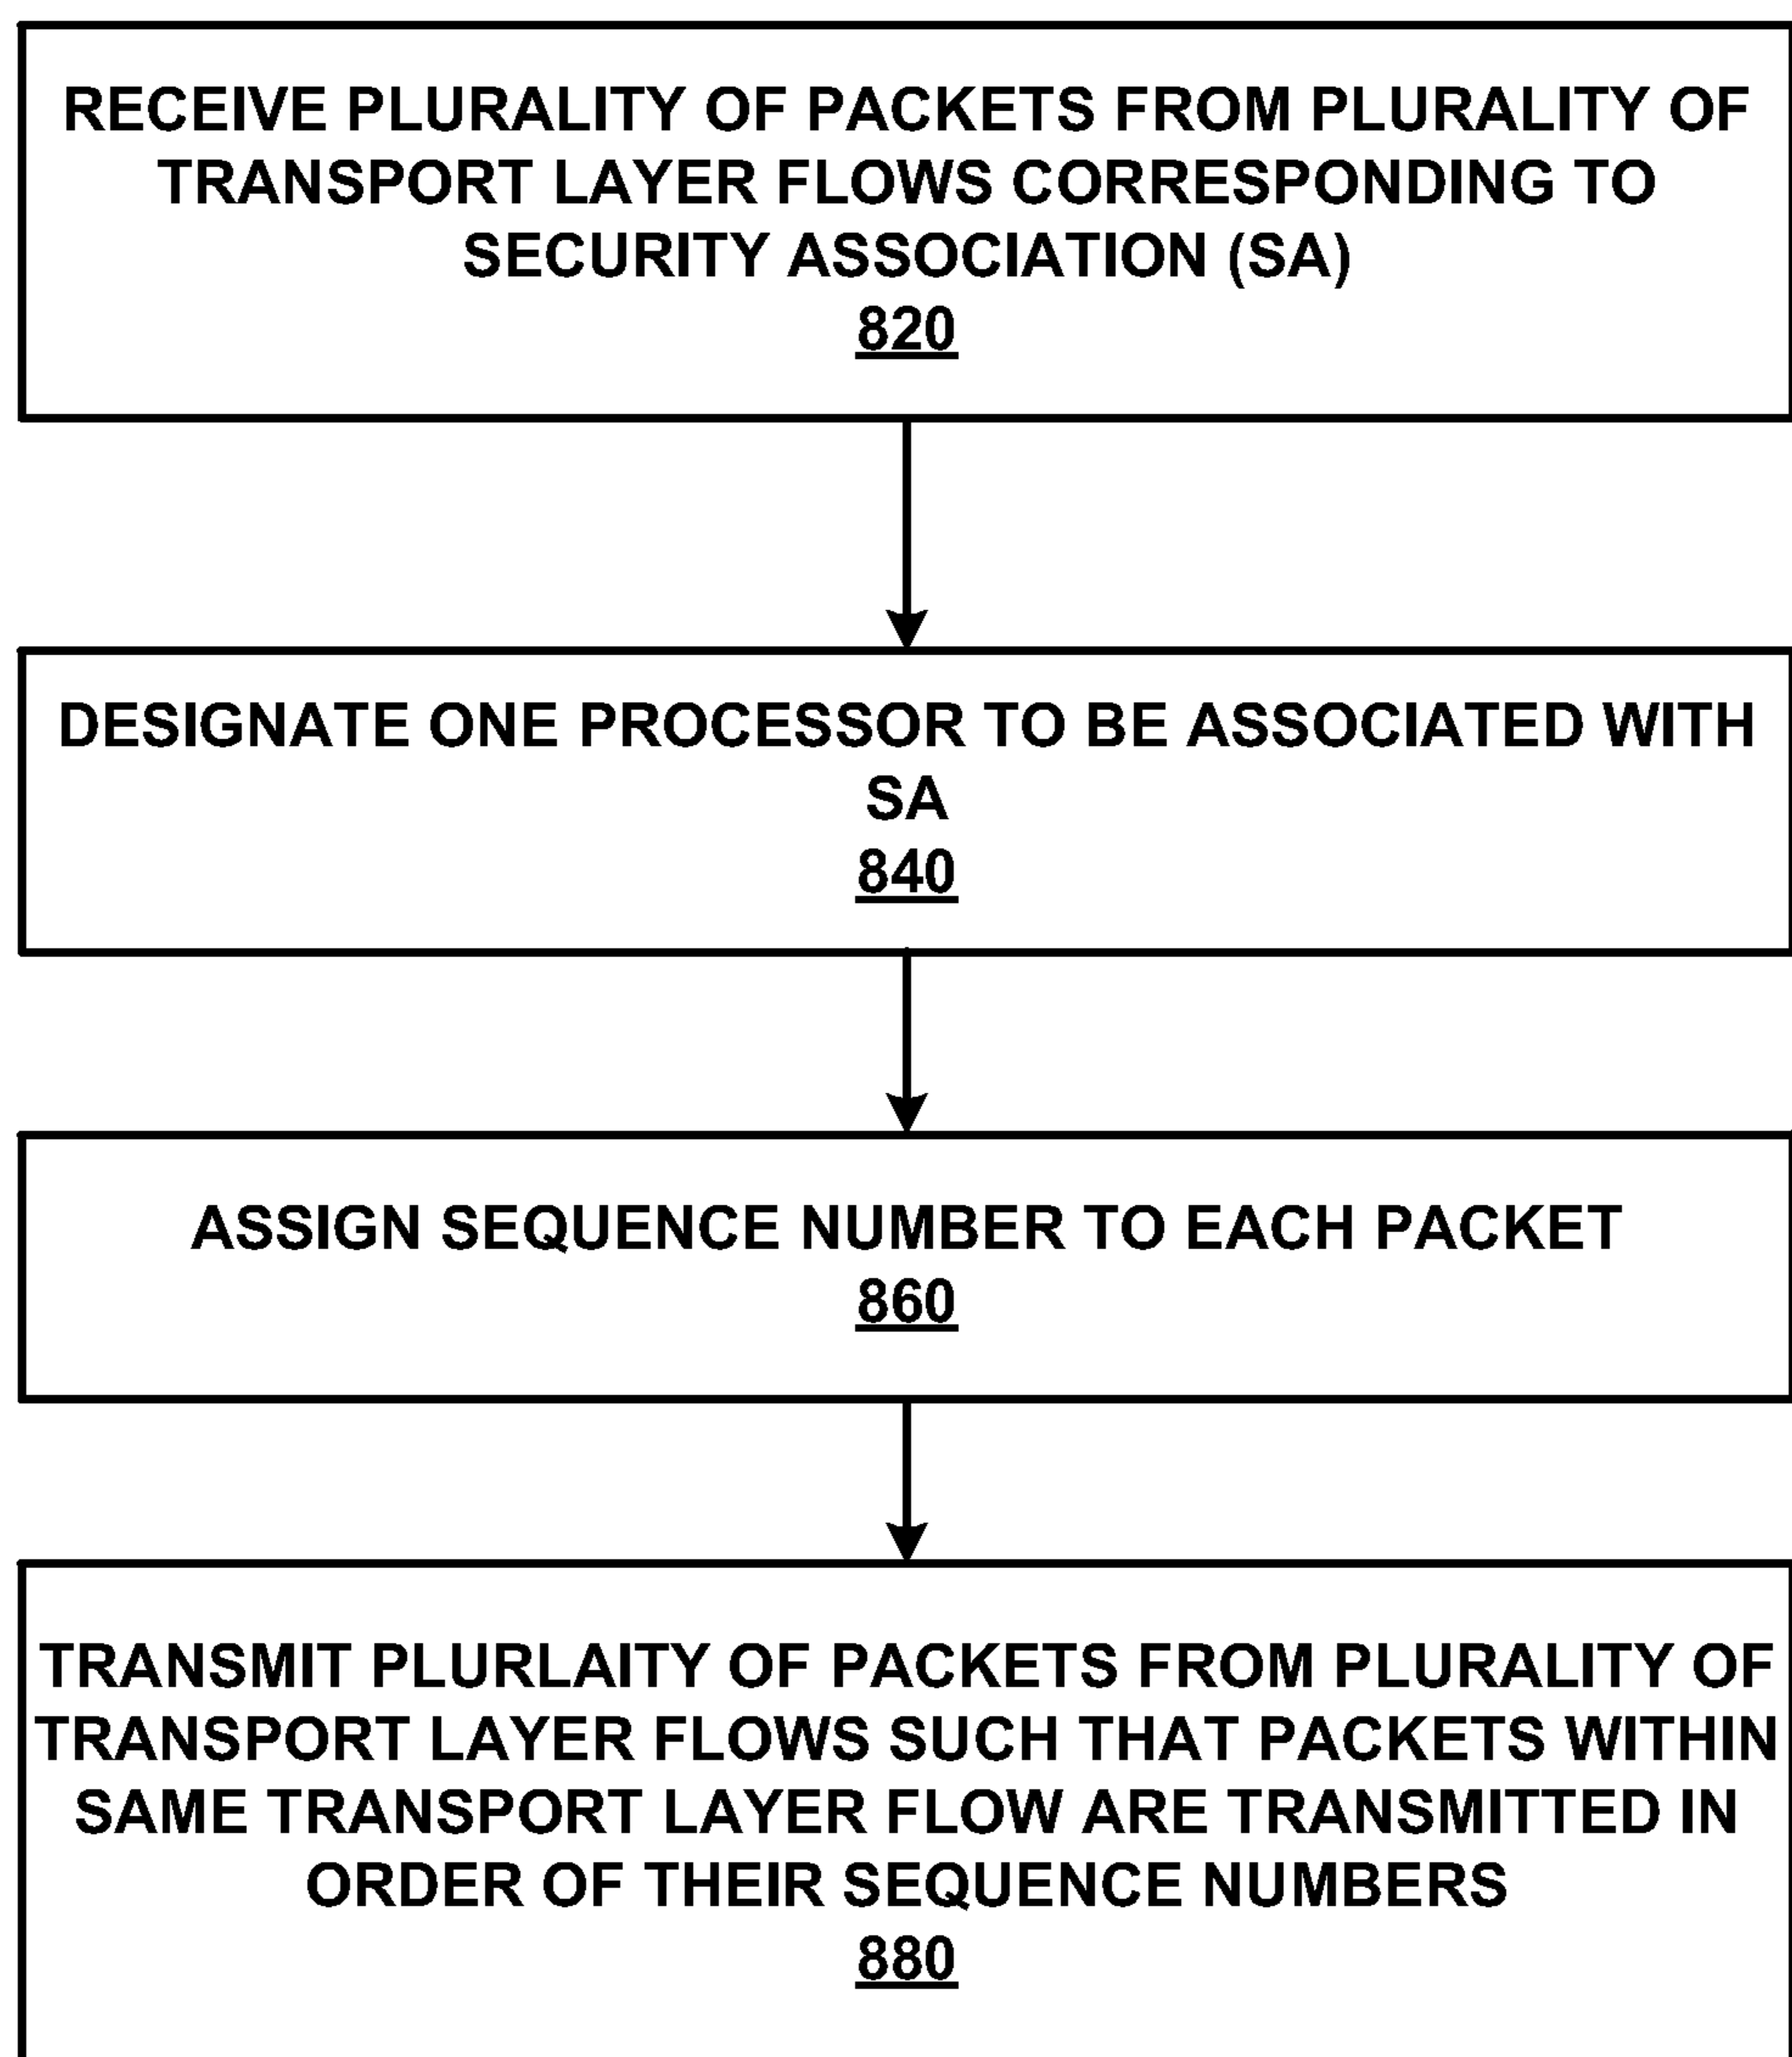 RECEIVE PLURALITY OF PACKETS FROM PLURALITY OF
TRANSPORT LAYER FLOWS CORRESPONDING TO
SECURITY ASSOCIATION (SA)
820
DESIGNATE ONE PROCESSOR TO BE ASSOCIATED WITH
SA
840
ASSIGN SEQUENCE NUMBER TO EACH PACKET
860
TRANSMIT PLURLAITY OF PACKETS FROM PLURALITY OF
TRANSPORT LAYER FLOWS SUCH THAT PACKETS WITHIN
SAME TRANSPORT LAYER FLOW ARE TRANSMITTED IN
ORDER OF THEIR SEQUENCE NUMBERS
880